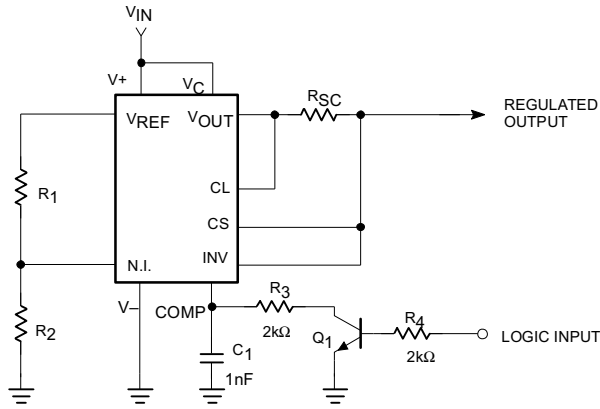 VIN
V+
VC
VREF
VOUT
RSC
REGULATED
OUTPUT
R1
CL
CS
INV
N.I.
R2
V–
COMP
R3
2kΩ
C1
1nF
Q1
R4
2kΩ
LOGIC INPUT